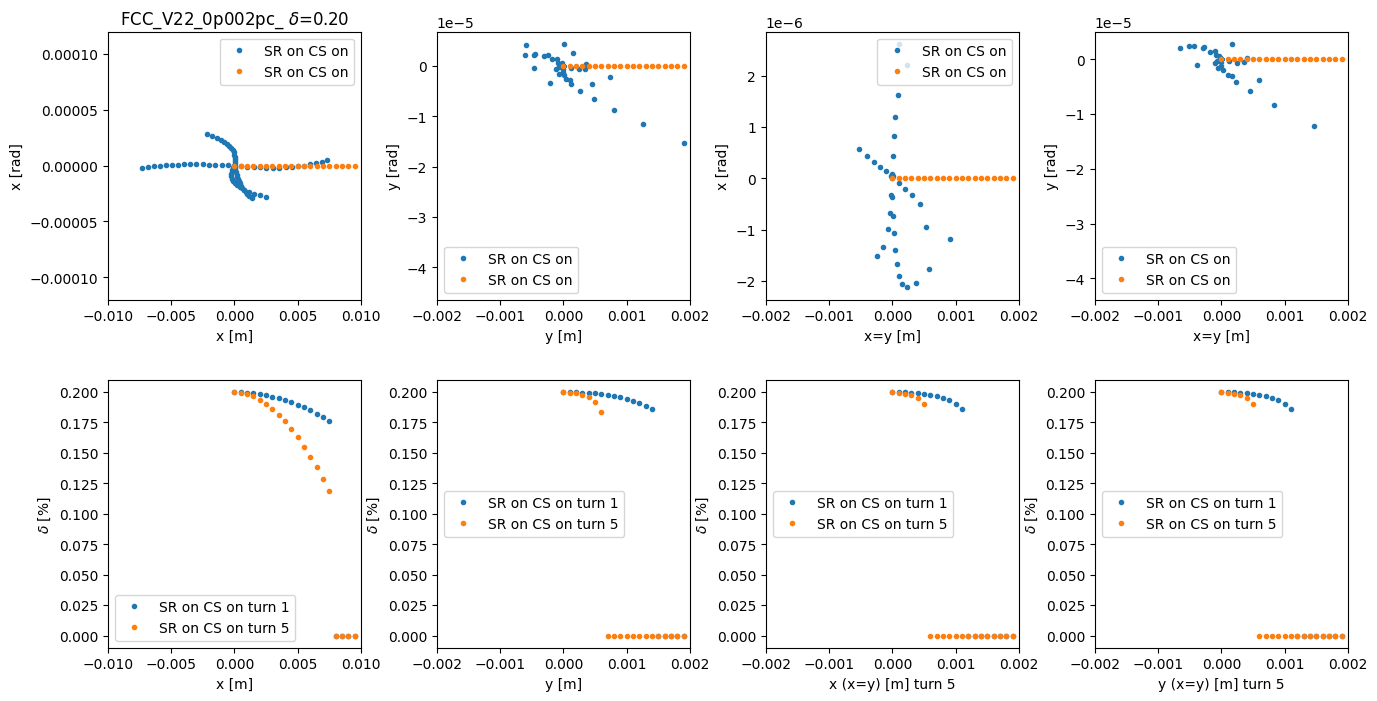 FCC_V22_0p002pc_ δ=0.20
1e−5
1e−6
1e−5
x [rad]
0.00010
0.00005
0.00000
−0.00005
−0.00010
SR on CS on
SR on CS on
−0.010 −0.005 0.000 0.005 0.010
x [m]
y [rad]
0
−1
−2
−3
−4
SR on CS on
SR on CS on
−0.002 −0.001 0.000 0.001 0.002
y [m]
x [rad]
2
1
0
−1
−2
SR on CS on
SR on CS on
−0.002 −0.001 0.000 0.001 0.002
x=y [m]
y [rad]
0
−1
−2
−3
−4
SR on CS on
SR on CS on
−0.002 −0.001 0.000 0.001 0.002
x=y [m]
δ [%]
0.200
0.175
0.150
0.125
0.100
0.075
0.050
0.025
0.000
SR on CS on turn 1
SR on CS on turn 5
−0.010 −0.005 0.000 0.005 0.010
x [m]
δ [%]
0.200
0.175
0.150
0.125
0.100
0.075
0.050
0.025
0.000
SR on CS on turn 1
SR on CS on turn 5
−0.002 −0.001 0.000 0.001 0.002
y [m]
δ [%]
0.200
0.175
0.150
0.125
0.100
0.075
0.050
0.025
0.000
SR on CS on turn 1
SR on CS on turn 5
−0.002 −0.001 0.000 0.001 0.002
x (x=y) [m] turn 5
δ [%]
0.200
0.175
0.150
0.125
0.100
0.075
0.050
0.025
0.000
SR on CS on turn 1
SR on CS on turn 5
−0.002 −0.001 0.000 0.001 0.002
y (x=y) [m] turn 5